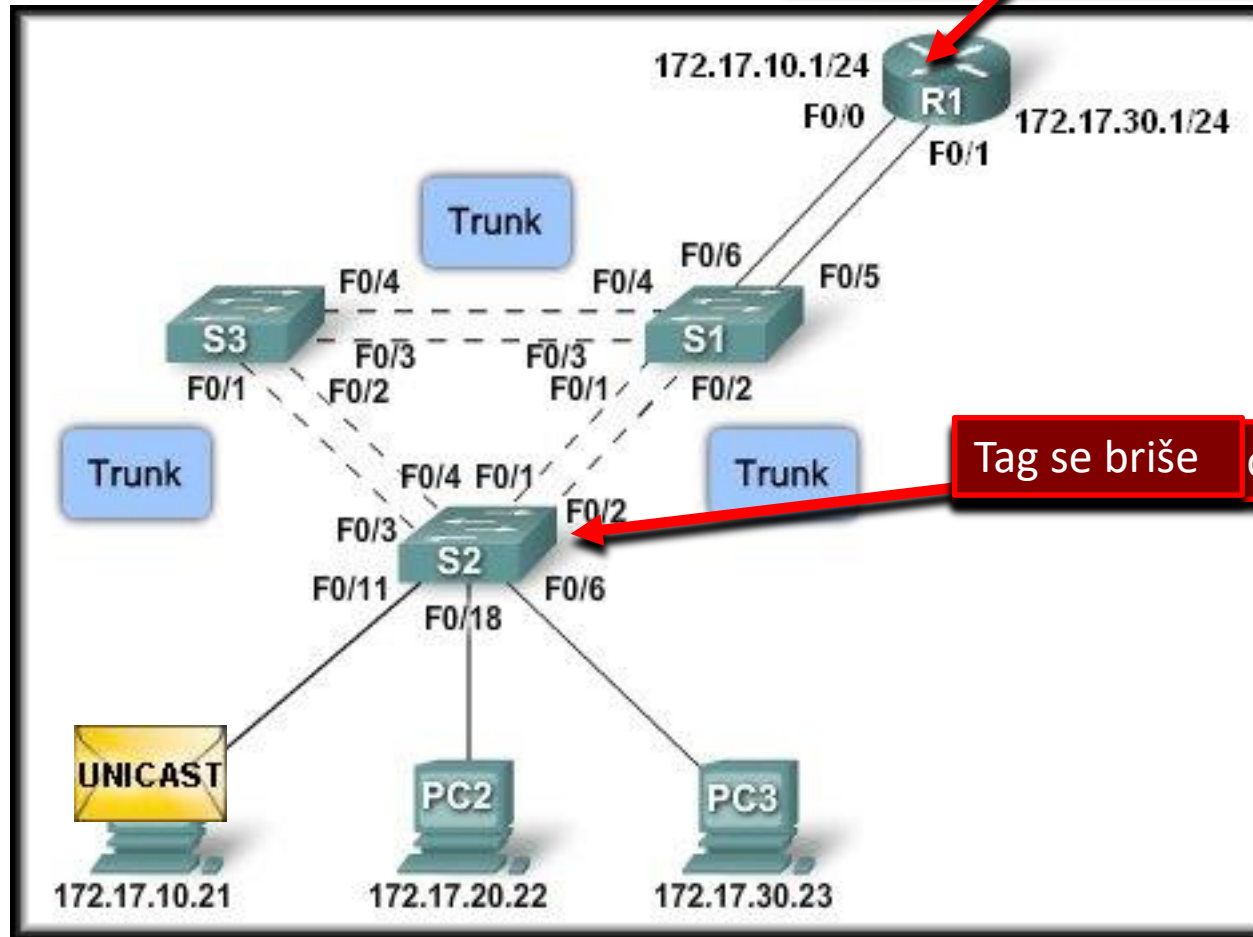 172.17.10.1/24
R1
F0/0
172.17.30.1/24
F0/1
Trunk
F0/6
F0/4
F0/4
F0/5
S3
S1
F0/3
F0/3
F0/1
F0/2
F0/1
F0/2
Trunk
Trunk
Tag se briše
F0/4
F0/1
F0/2
F0/3
S2
F0/11
F0/6
F0/18
UNICAST
PC2
PC3
172.17.10.21
172.17.20.22
172.17.30.23